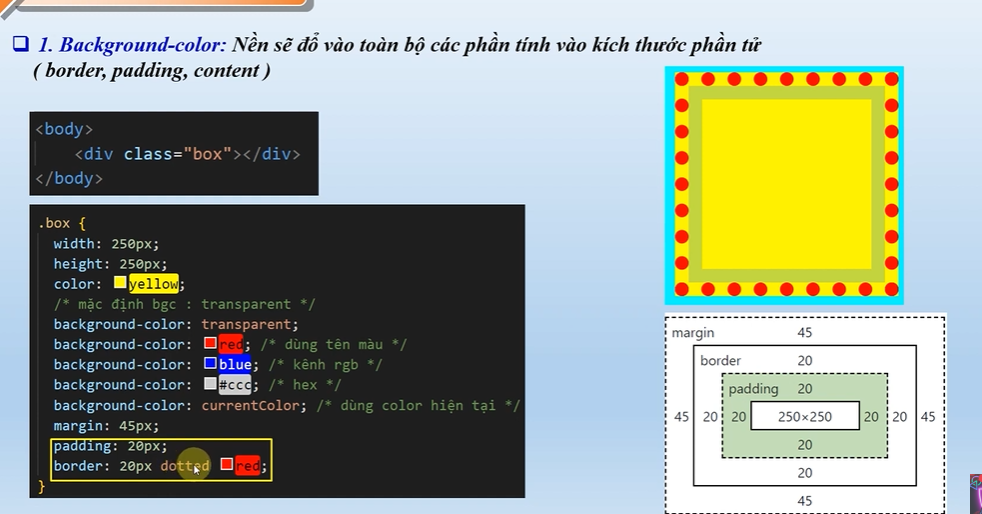 1. Background-color: Nền sẽ đổ vào toàn bộ các phần tính vào kích thước phần tử
( border, padding, content )
<body>
<div class="box"></div>
</body>
.box {
width: 250px;
height: 250px;
color: yellow;
/* mặc định bgc : transparent */
background-color: transparent;
background-color: red; /* dùng tên màu */
background-color: blue; /* kênh rgb */
background-color: #ccc; /* hex */
background-color: currentColor; /* dùng color hiện tại */
margin: 45px;
padding: 20px;
border: 20px dotted red;
}
margin 45
border 20
padding 20
45 20 20 250×250 20 20 45
20
20
45